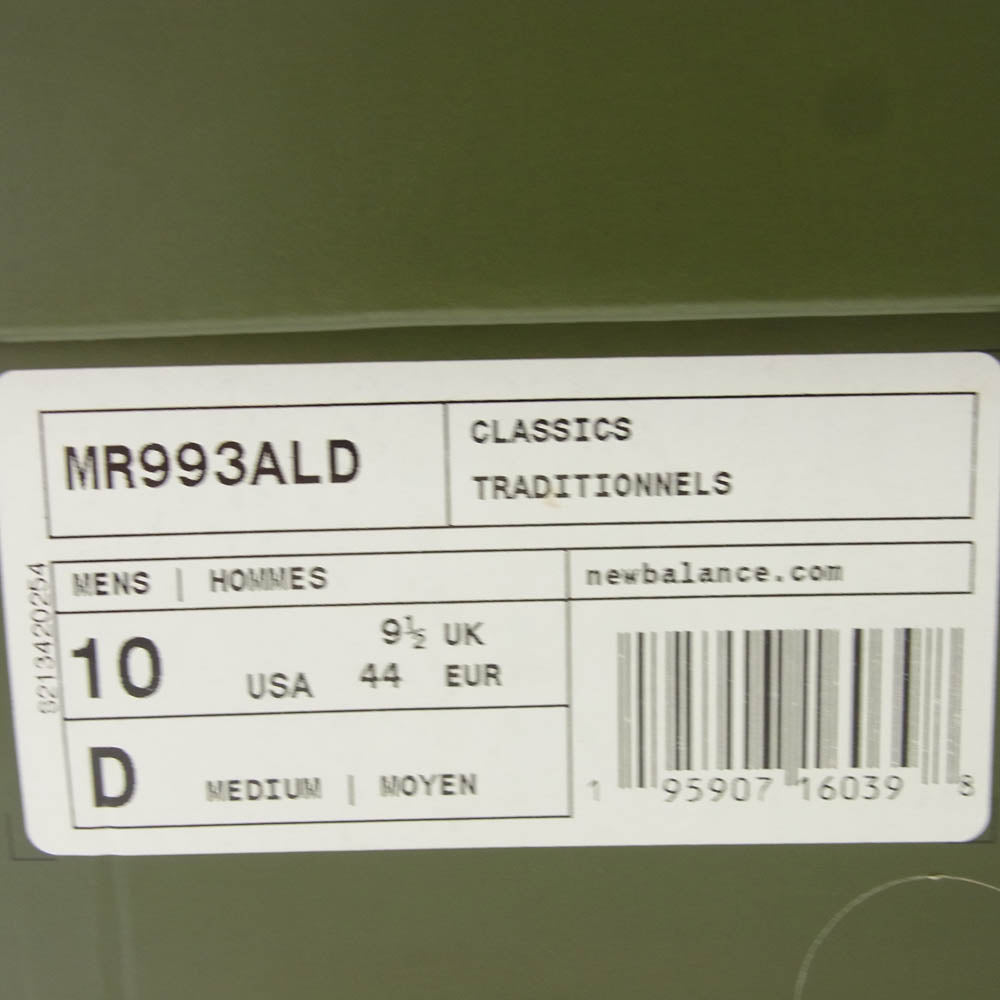 MR993ALD
CLASSICS
TRADITIONNELS
MENS | HOMMES
newbalance.com
10 USA
9½ UK
44 EUR
D MEDIUM | MOYEN
1 95907 16039 8